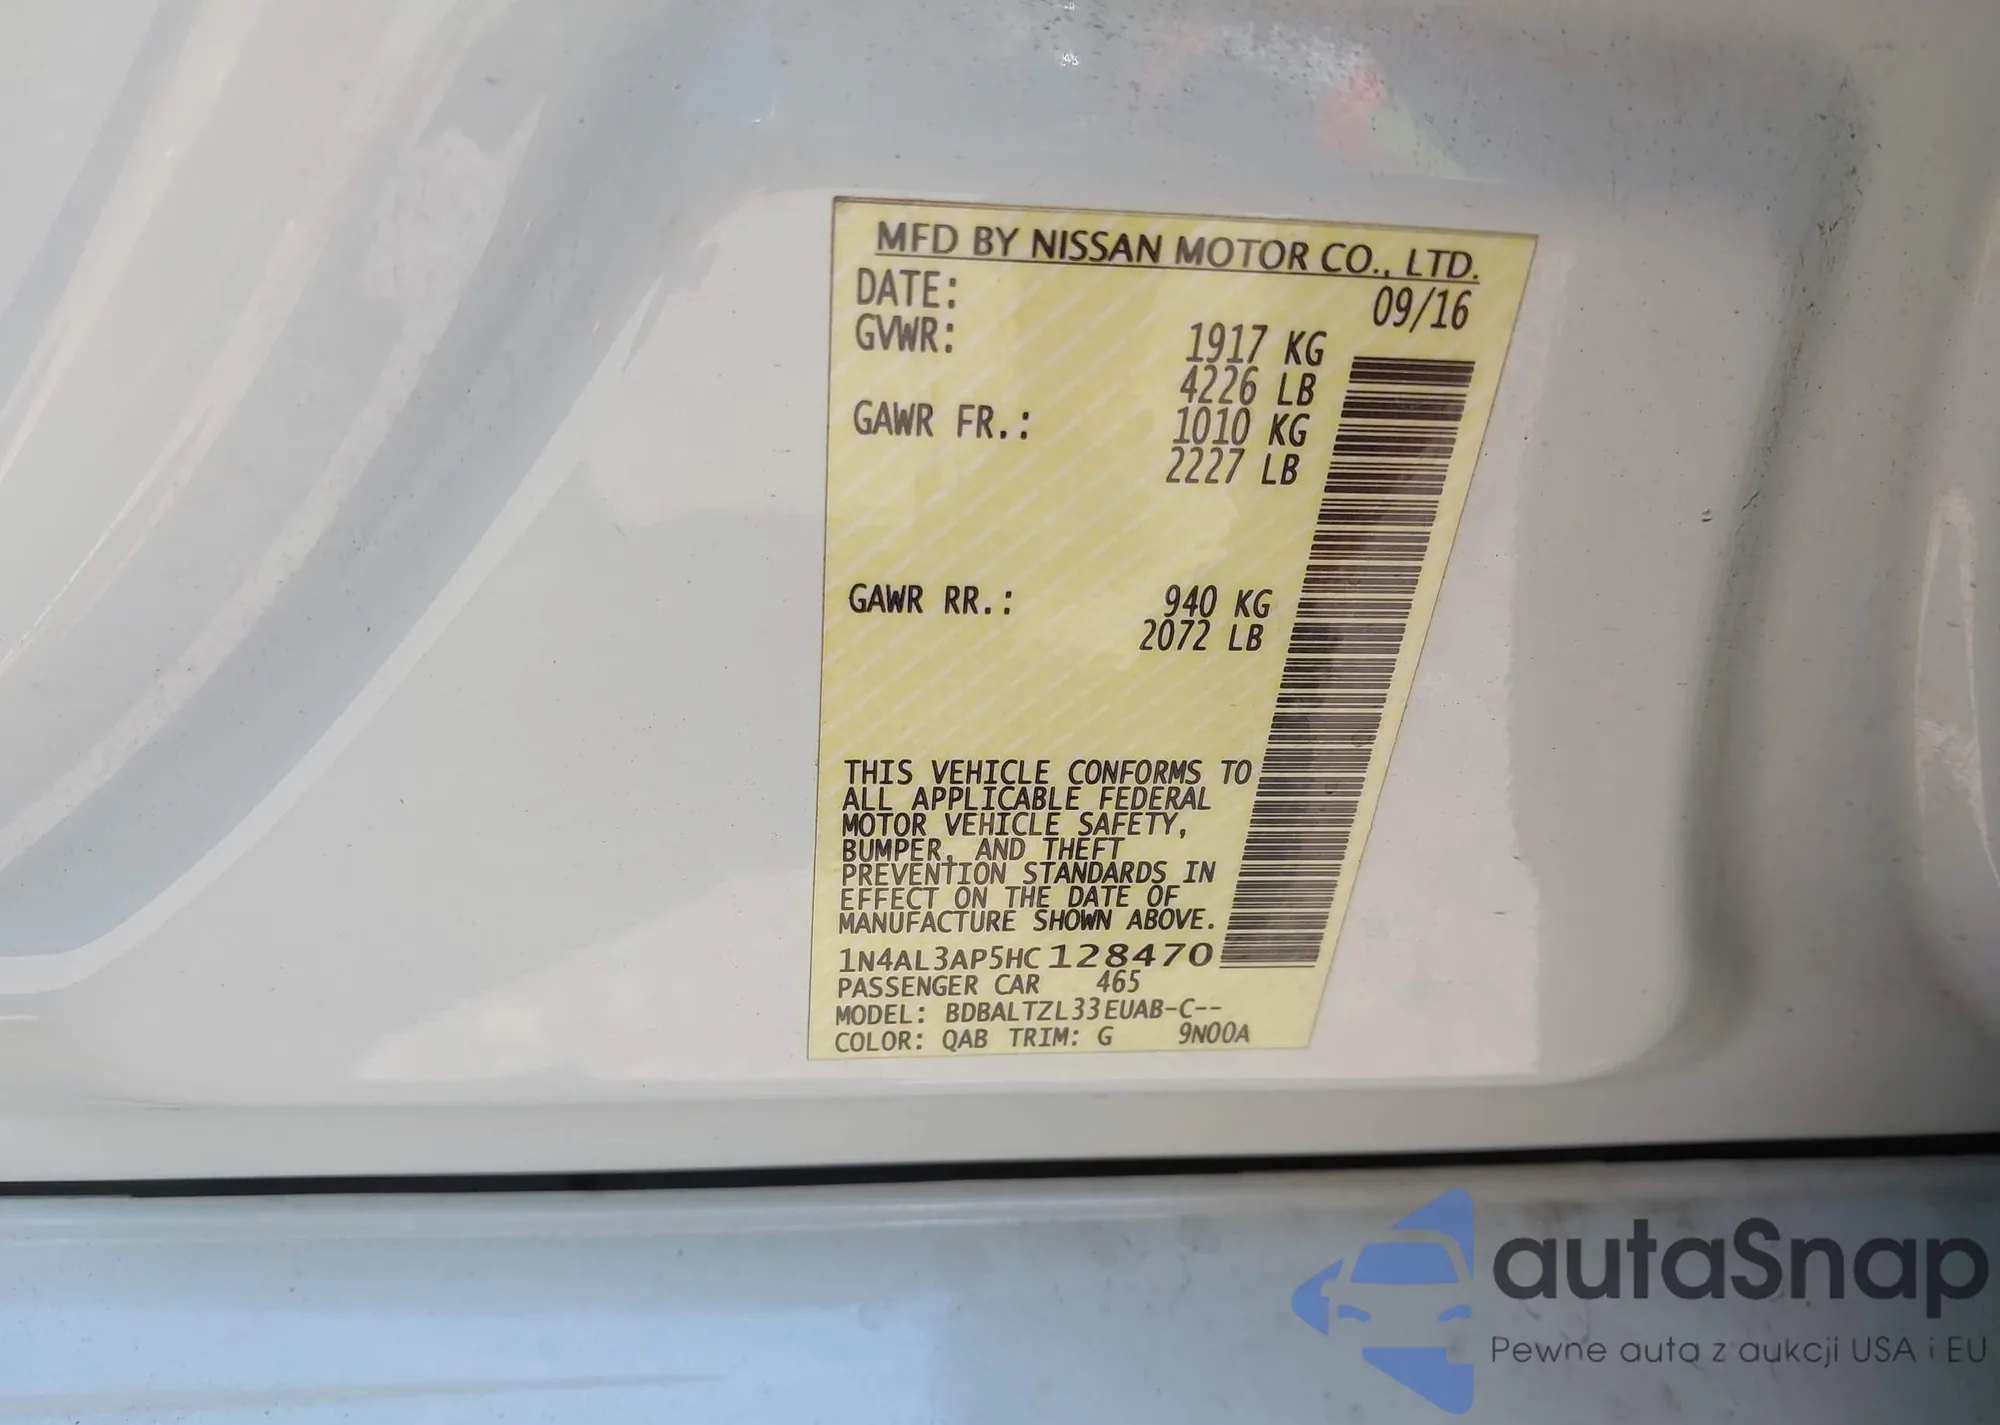 MFD BY NISSAN MOTOR CO., LTD.
DATE: 09/16
GVWR: 1917 KG
4226 LB
GAWR FR.: 1010 KG
2227 LB
GAWR RR.: 940 KG
2072 LB
THIS VEHICLE CONFORMS TO
ALL APPLICABLE FEDERAL
MOTOR VEHICLE SAFETY,
BUMPER, AND THEFT
PREVENTION STANDARDS IN
EFFECT ON THE DATE OF
MANUFACTURE SHOWN ABOVE.
1N4AL3AP5HC128470
PASSENGER CAR 465
MODEL: BDBALTZL33EUAB-C--
COLOR: QAB TRIM: G 9N00A
autaSnap
Pewne auta z aukcji USA i EU